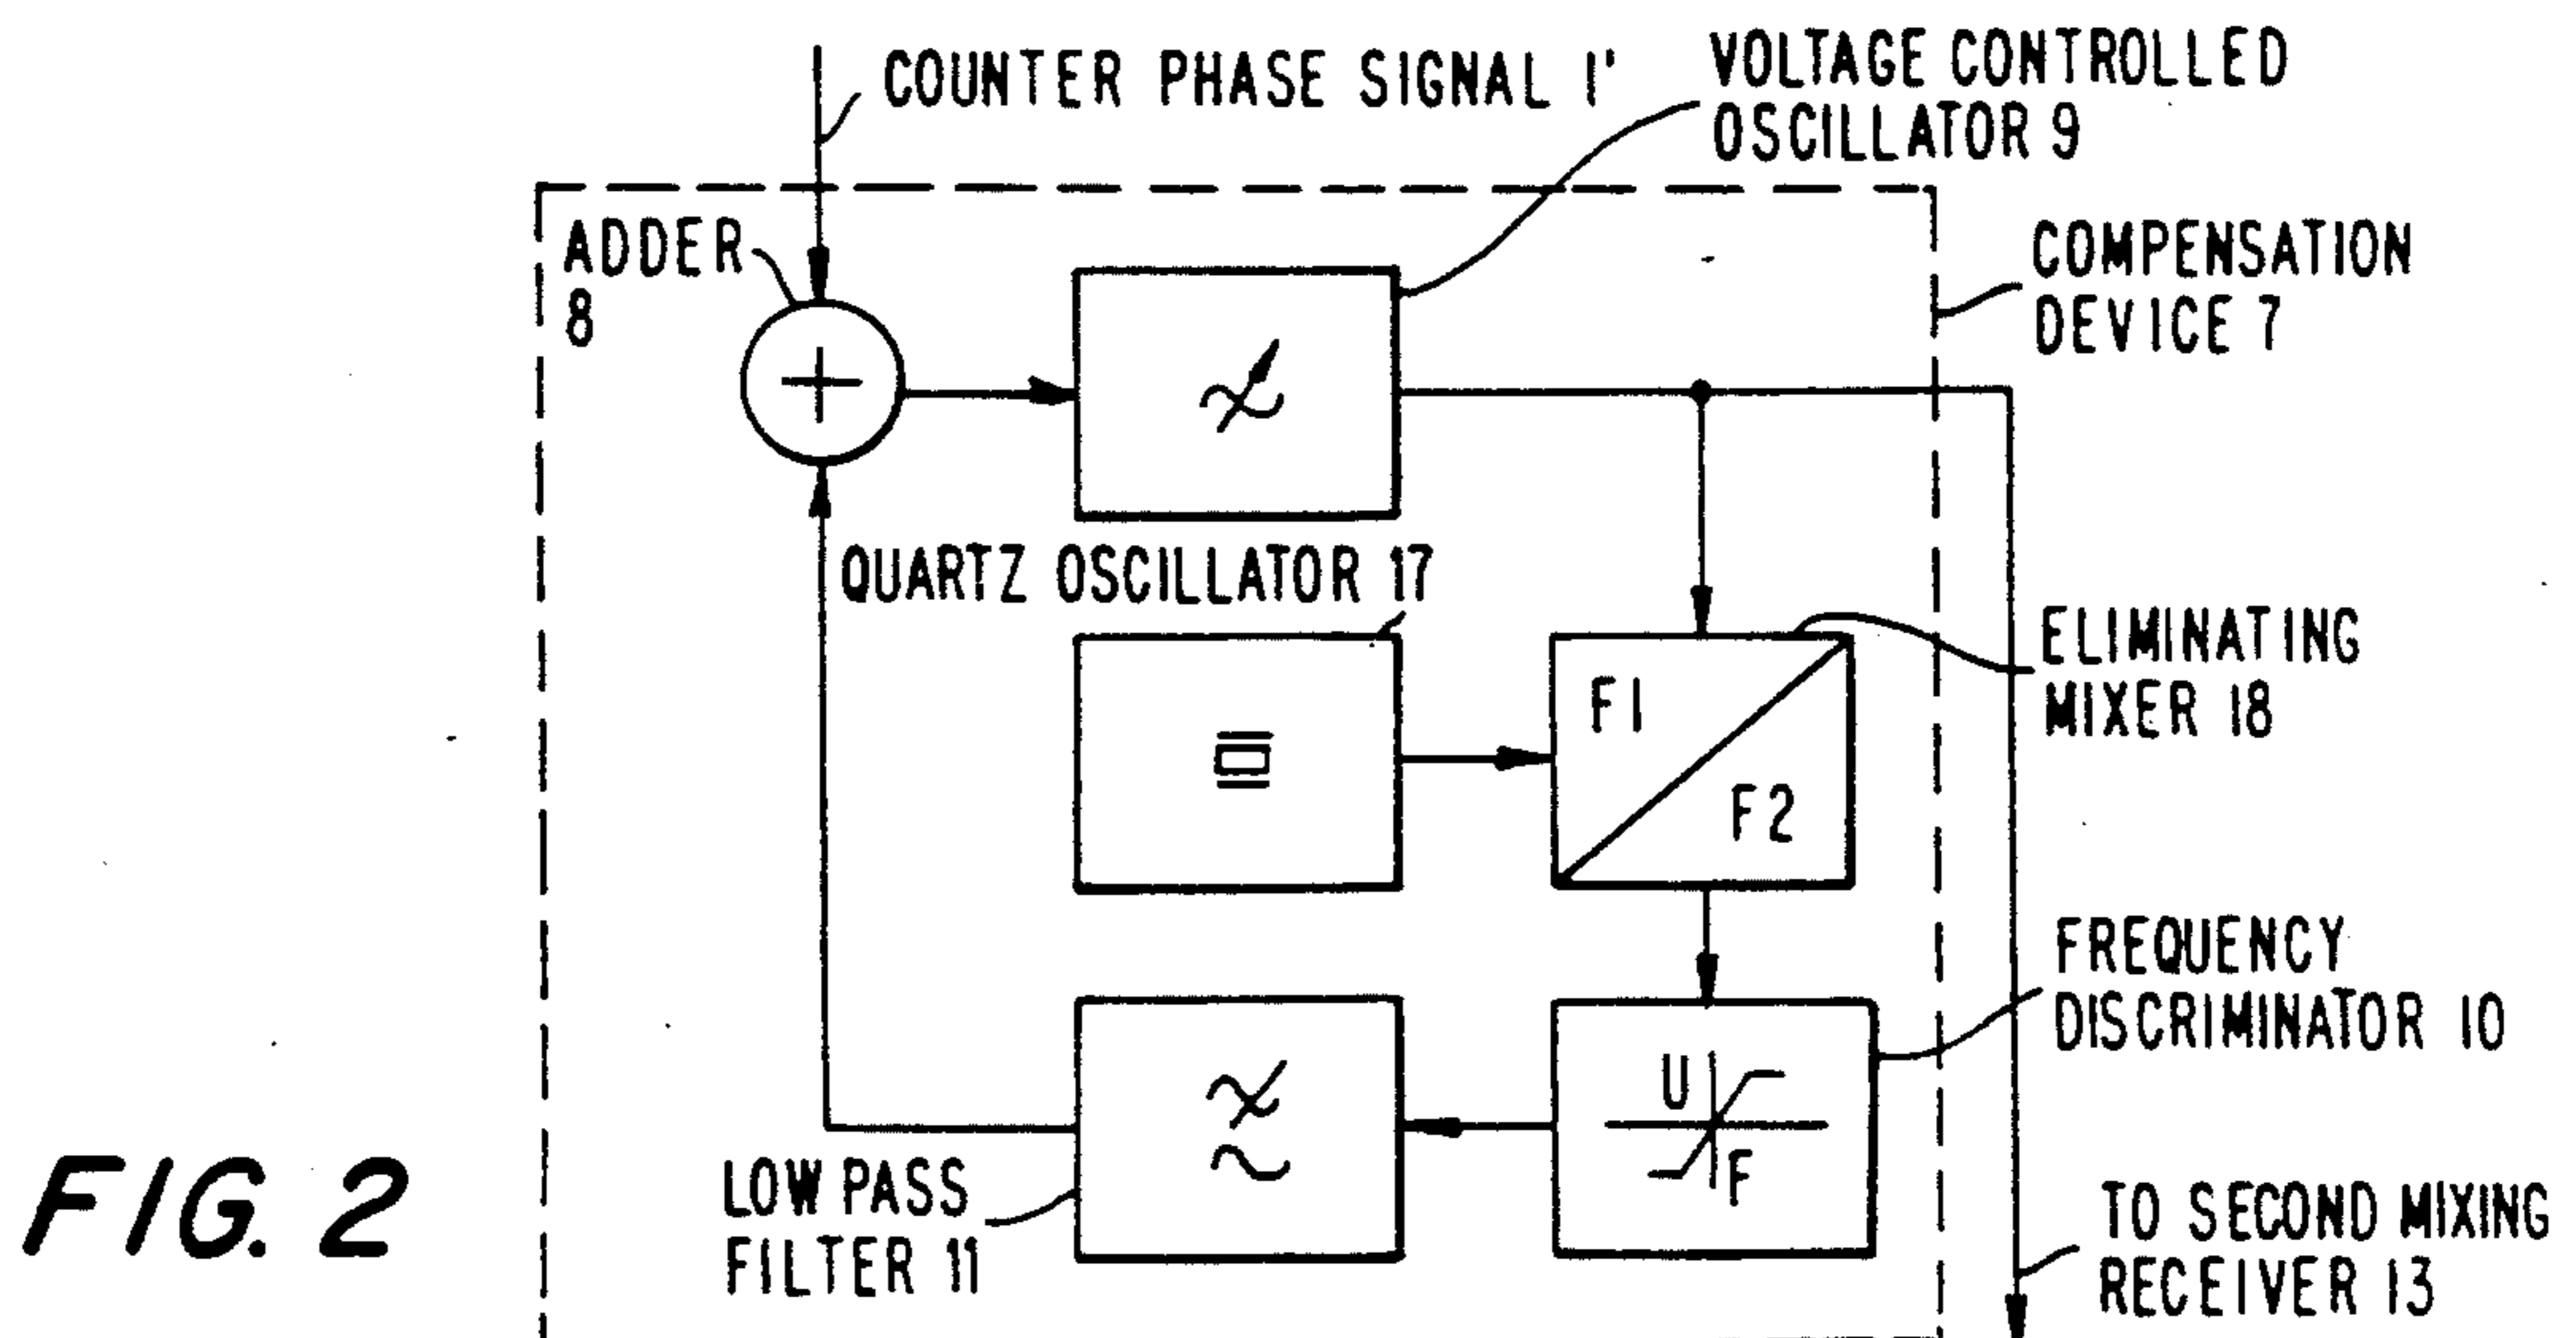 COUNTER PHASE SIGNAL 1'
VOLTAGE CONTROLLED
OSCILLATOR 9
ADDER
8
COMPENSATION
DEVICE 7
QUARTZ OSCILLATOR 17
ELIMINATING
MIXER 18
F1
F2
FREQUENCY
DISCRIMINATOR 10
U
F
LOW PASS
FILTER 11
TO SECOND MIXING
RECEIVER 13
FIG. 2